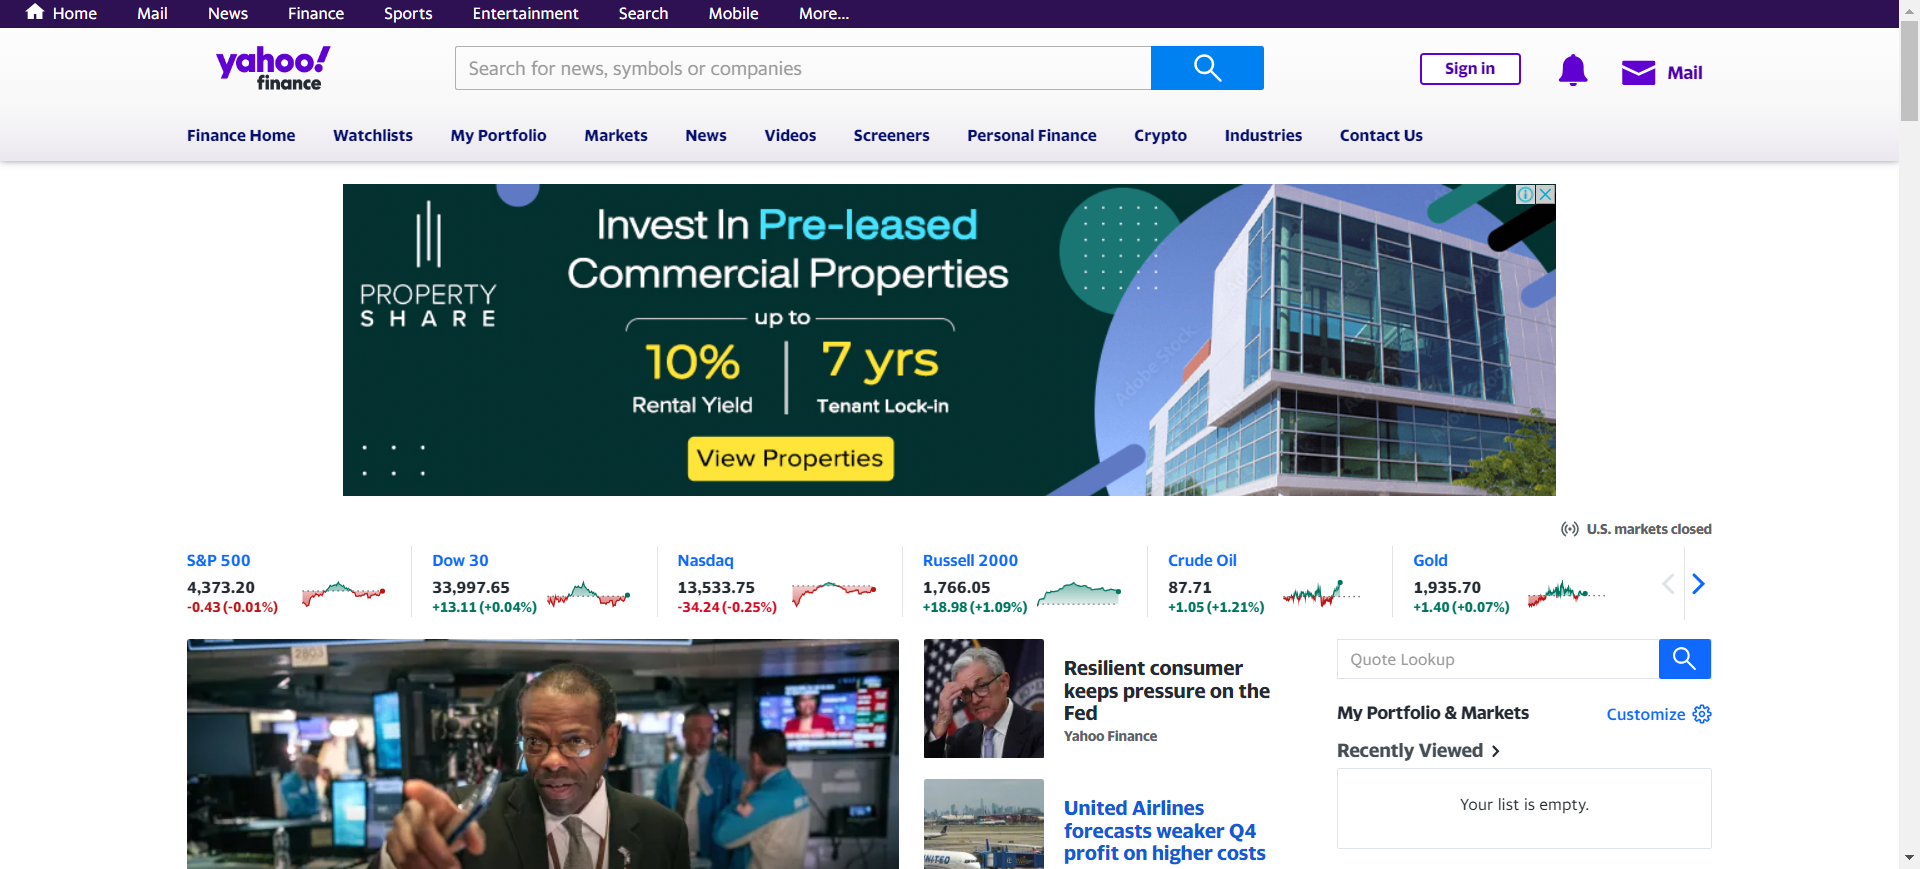 Home Mail News Finance Sports Entertainment Search Mobile More...
yahoo!
finance
Search for news, symbols or companies
Sign in
Mail
Finance Home Watchlists My Portfolio Markets News Videos Screeners Personal Finance Crypto Industries Contact Us
PROPERTY
SHARE
Invest In Pre-leased
Commercial Properties
up to
10% 7 yrs
Rental Yield Tenant Lock-in
View Properties
Adobe Stock
U.S. markets closed
S&P 500
4,373.20
-0.43 (-0.01%)
Dow 30
33,997.65
+13.11 (+0.04%)
Nasdaq
13,533.75
-34.24 (-0.25%)
Russell 2000
1,766.05
+18.98 (+1.09%)
Crude Oil
87.71
+1.05 (+1.21%)
Gold
1,935.70
+1.40 (+0.07%)
2803
Resilient consumer
keeps pressure on the
Fed
Yahoo Finance
UNITED
United Airlines
forecasts weaker Q4
profit on higher costs
Quote Lookup
My Portfolio & Markets
Customize
Recently Viewed
Your list is empty.